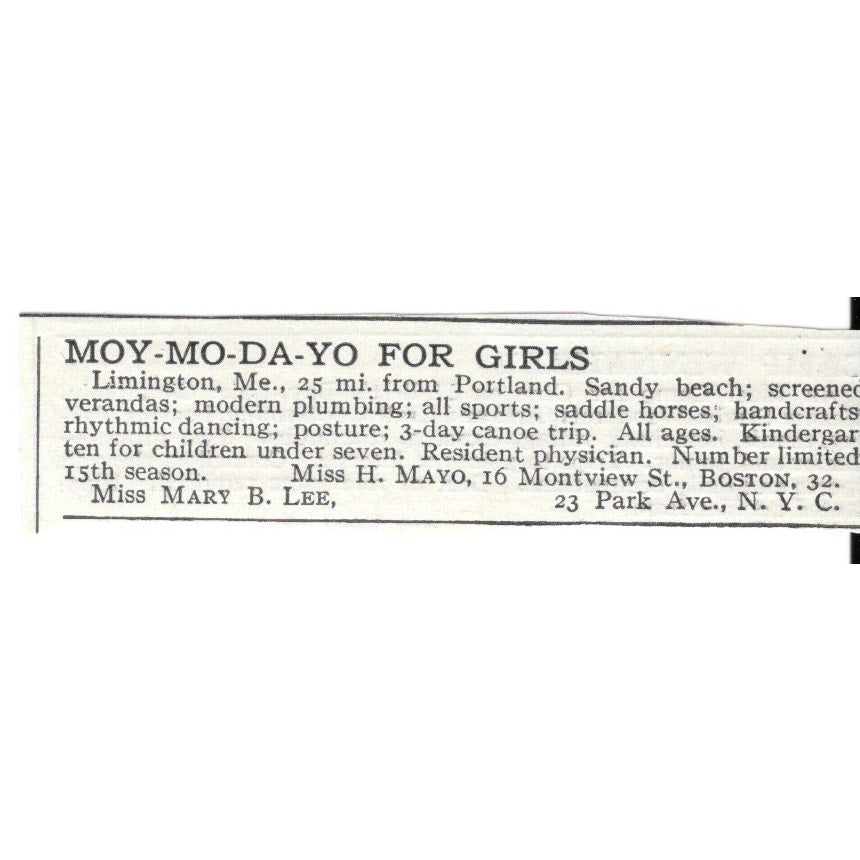 MOY-MO-DA-YO FOR GIRLS
Limington, Me., 25 mi. from Portland. Sandy beach; screened
verandas; modern plumbing; all sports; saddle horses; handcrafts
rhythmic dancing; posture; 3-day canoe trip. All ages. Kindergar
ten for children under seven. Resident physician. Number limited
15th season. Miss H. MAYO, 16 Montview St., BOSTON, 32.
Miss MARY B. LEE, 23 Park Ave., N. Y. C.